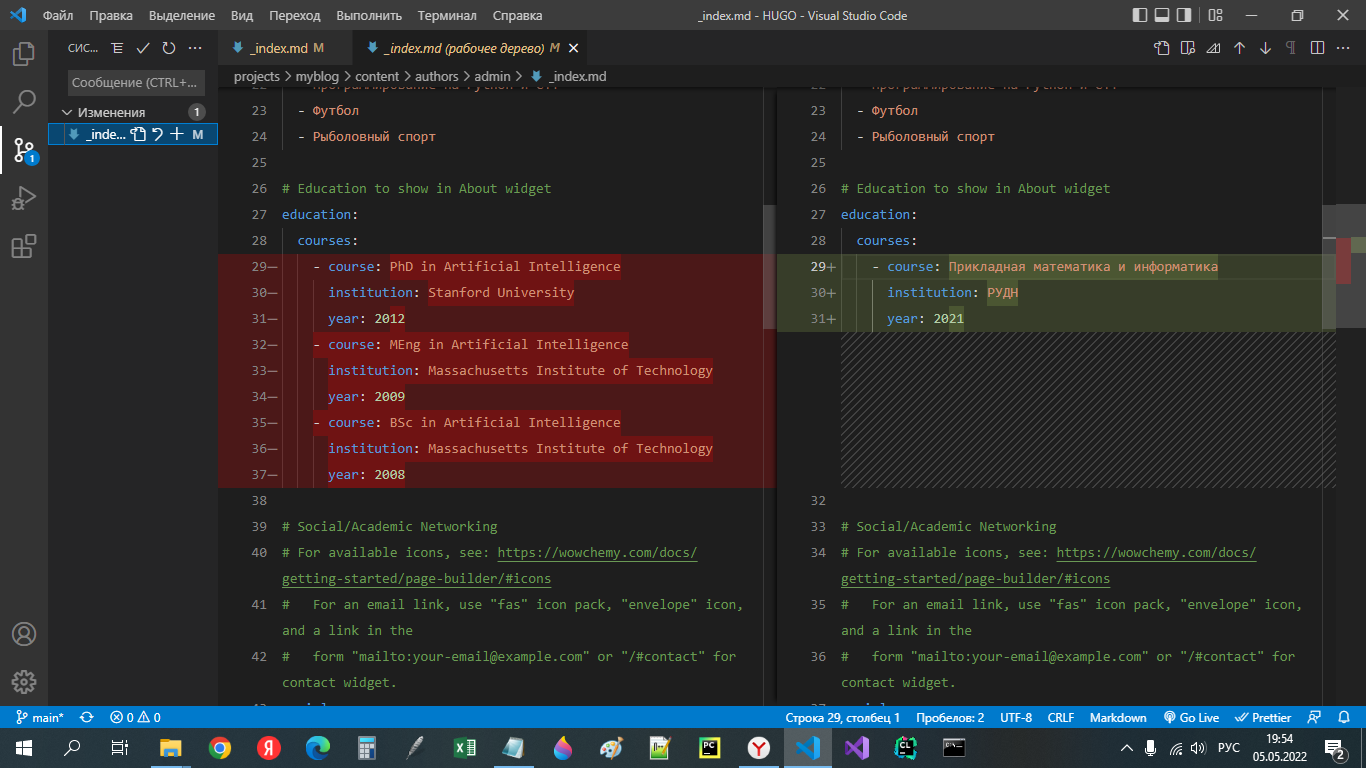 Файл Правка Выделение Вид Переход Выполнить Терминал Справка
_index.md - HUGO - Visual Studio Code
СИС...
Сообщение (CTRL+...
Изменения 1
_inde... M
1
_index.md M
_index.md (рабочее дерево) M
projects > myblog > content > authors > admin > _index.md
23 - Футбол
24 - Рыболовный спорт
25
26 # Education to show in About widget
27 education:
28 courses:
29— - course: PhD in Artificial Intelligence
30— institution: Stanford University
31— year: 2012
32— - course: MEng in Artificial Intelligence
33— institution: Massachusetts Institute of Technology
34— year: 2009
35— - course: BSc in Artificial Intelligence
36— institution: Massachusetts Institute of Technology
37— year: 2008
38
39 # Social/Academic Networking
40 # For available icons, see: https://wowchemy.com/docs/
getting-started/page-builder/#icons
41 #   For an email link, use "fas" icon pack, "envelope" icon,
and a link in the
42 #   form "mailto:your-email@example.com" or "/#contact" for
contact widget.
23 - Футбол
24 - Рыболовный спорт
25
26 # Education to show in About widget
27 education:
28 courses:
29+ - course: Прикладная математика и информатика
30+ institution: РУДН
31+ year: 2021
32
33 # Social/Academic Networking
34 # For available icons, see: https://wowchemy.com/docs/
getting-started/page-builder/#icons
35 #   For an email link, use "fas" icon pack, "envelope" icon,
and a link in the
36 #   form "mailto:your-email@example.com" or "/#contact" for
contact widget.
main* 0 0 Строка 29, столбец 1 Пробелов: 2 UTF-8 CRLF Markdown Go Live Prettier
РУС
19:54
05.05.2022
2